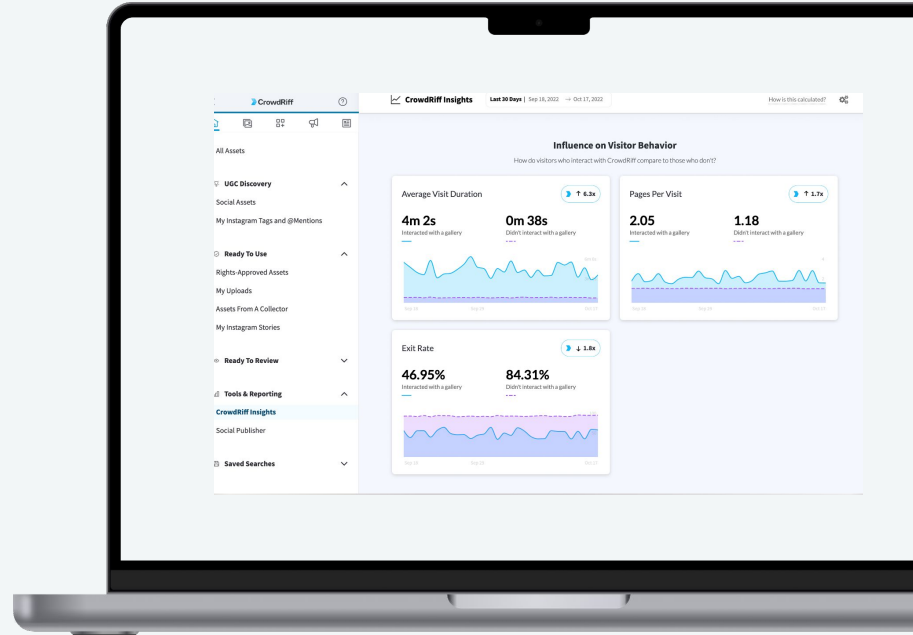 CrowdRiff
CrowdRiff Insights
Last 30 Days | Sep 18, 2022 → Oct 17, 2022
How is this calculated?
All Assets
UGC Discovery
Social Assets
My Instagram Tags and @Mentions
Ready To Use
Rights-Approved Assets
My Uploads
Assets From A Collector
My Instagram Stories
Ready To Review
Tools & Reporting
CrowdRiff Insights
Social Publisher
Saved Searches
Influence on Visitor Behavior
How do visitors who interact with CrowdRiff compare to those who don't?
Average Visit Duration
↑ 6.3x
4m 2s
0m 38s
Interacted with a gallery
Didn't interact with a gallery
Pages Per Visit
↑ 1.7x
2.05
1.18
Interacted with a gallery
Didn't interact with a gallery
Exit Rate
↓ 1.8x
46.95%
84.31%
Interacted with a gallery
Didn't interact with a gallery